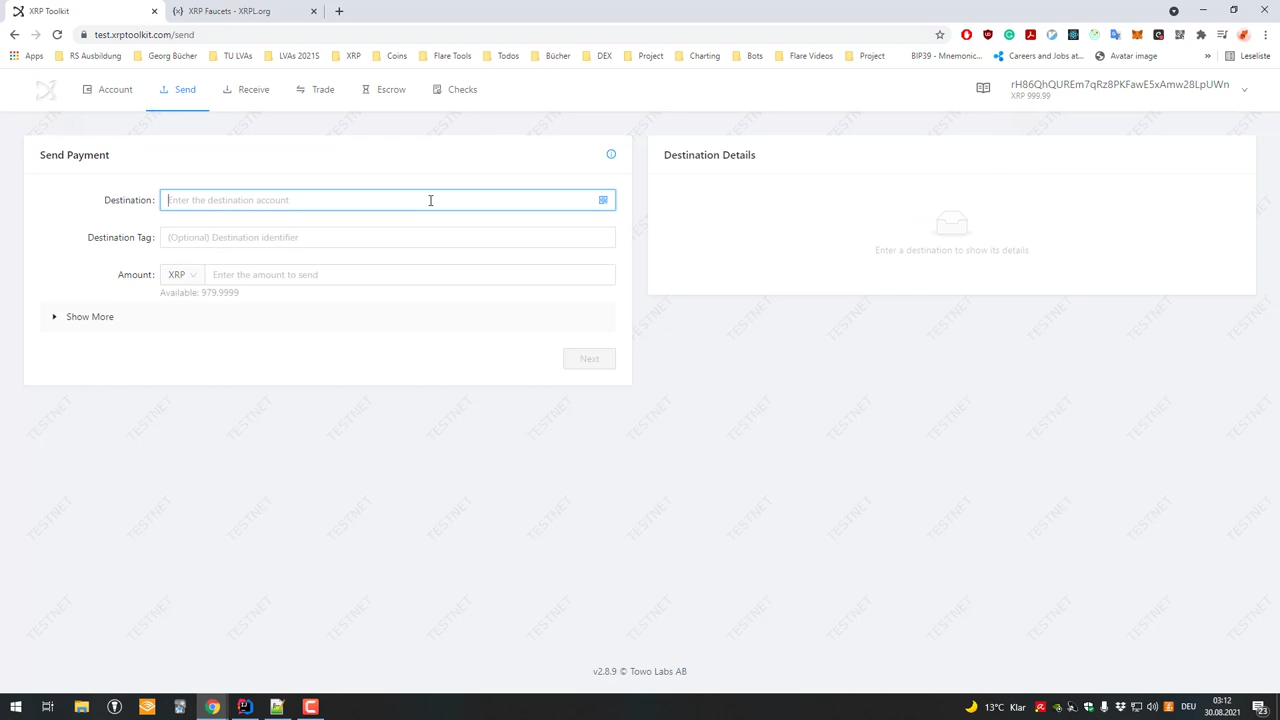 XRP Toolkit
XRP Faucets - XRPL.org
test.xrptoolkit.com/send
Apps
RS Ausbildung
Georg Bücher
TU LVAs
LVAs 2021S
XRP
Coins
Flare Tools
Todos
Bücher
DEX
Project
Charting
Bots
Flare Videos
Project
BIP39 - Mnemonic...
Careers and Jobs at...
Avatar image
»
Leseliste
Account
Send
Receive
Trade
Escrow
Checks
rH86QhQUREm7qRz8PKFawE5xAmw28LpUWn
XRP 999.99
Send Payment
Destination:
Enter the destination account
Destination Tag:
(Optional) Destination identifier
Amount:
XRP
Enter the amount to send
Available: 979.9999
Show More
Next
Destination Details
Enter a destination to show its details
TESTNET
v2.8.9 © Towo Labs AB
13°C Klar
DEU
03:12
30.08.2021
23